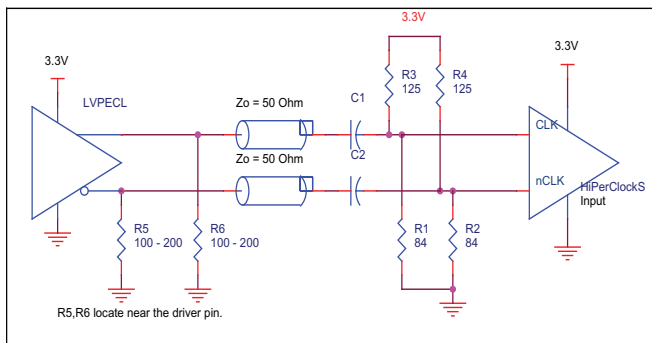 3.3V
3.3V
3.3V
LVPECL
R3
125
R4
125
Zo = 50 Ohm
C1
CLK
Zo = 50 Ohm
C2
nCLK
HiPerClockS
Input
R5
100 - 200
R6
100 - 200
R1
84
R2
84
R5,R6 locate near the driver pin.